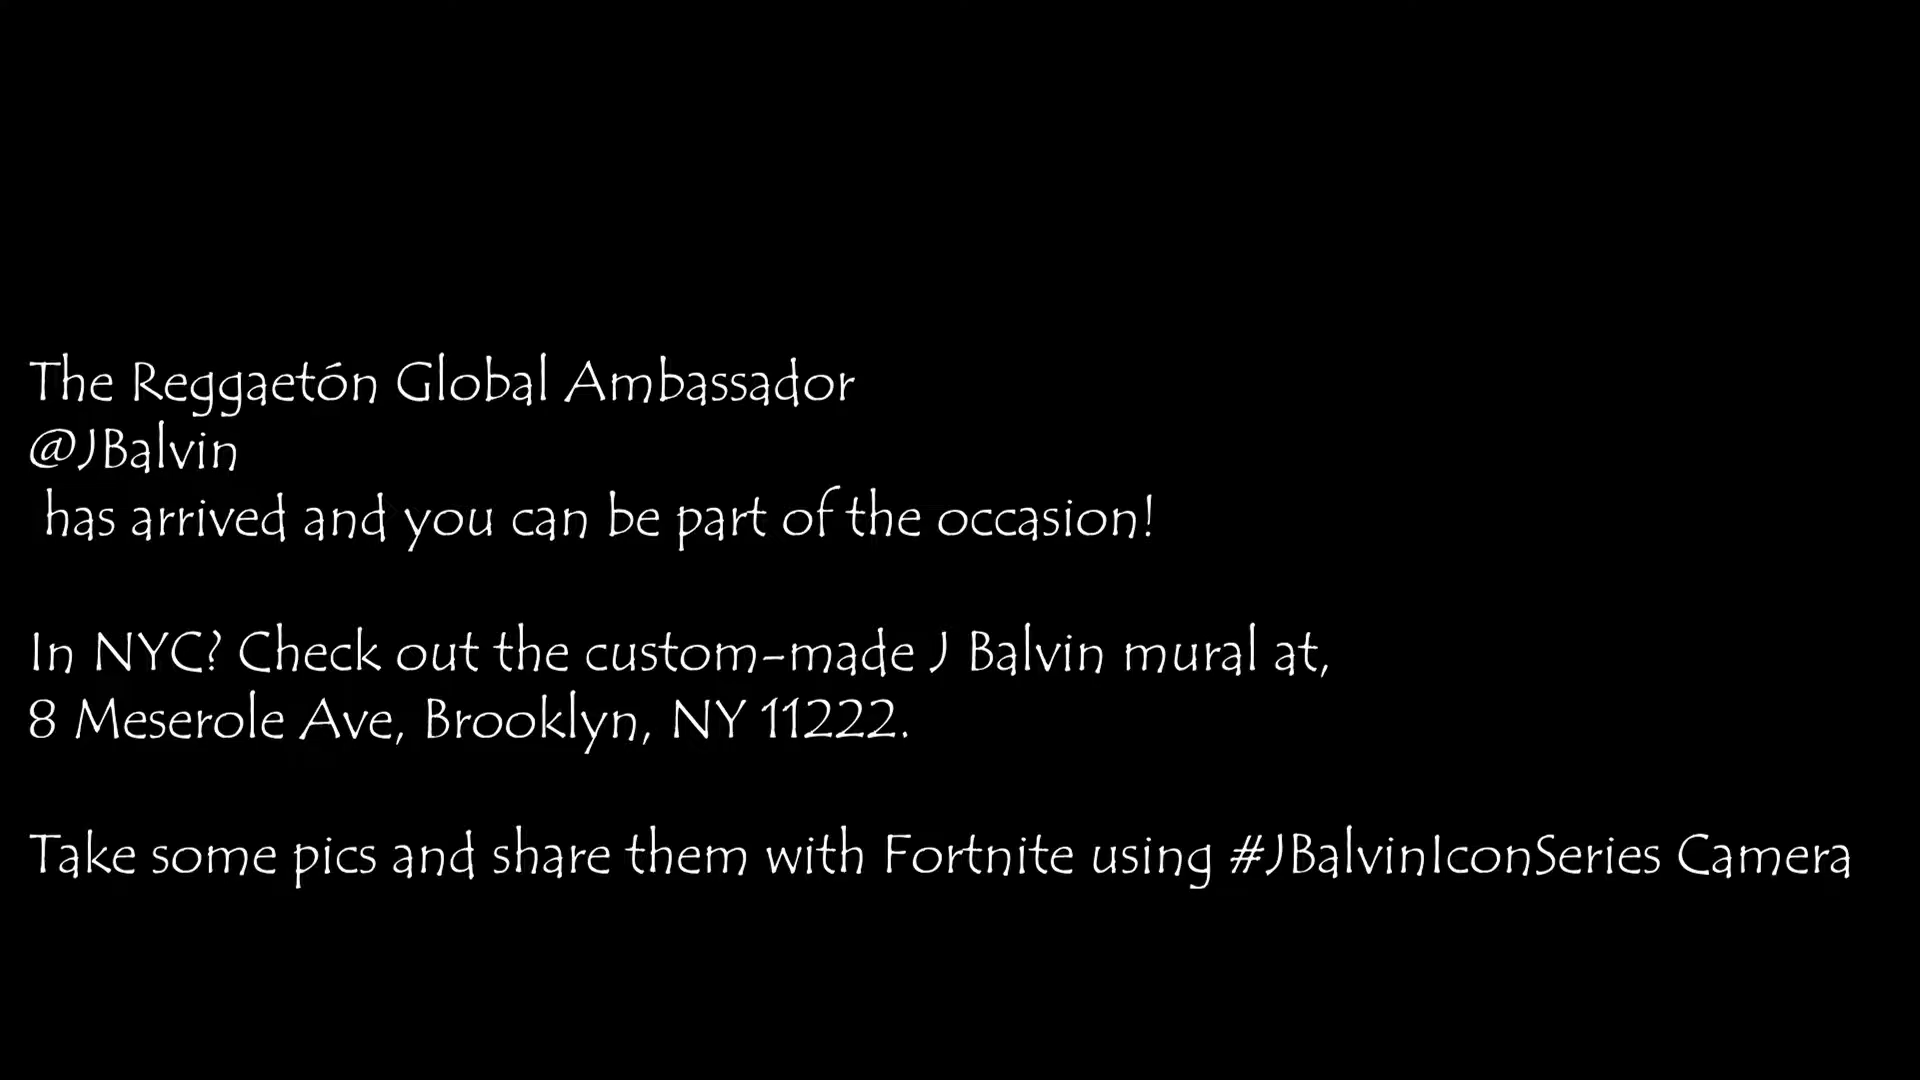 The Reggaetón Global Ambassador
@JBalvin
has arrived and you can be part of the occasion!
In NYC? Check out the custom-made J Balvin mural at,
8 Meserole Ave, Brooklyn, NY 11222.
Take some pics and share them with Fortnite using #JBalvinIconSeries Camera